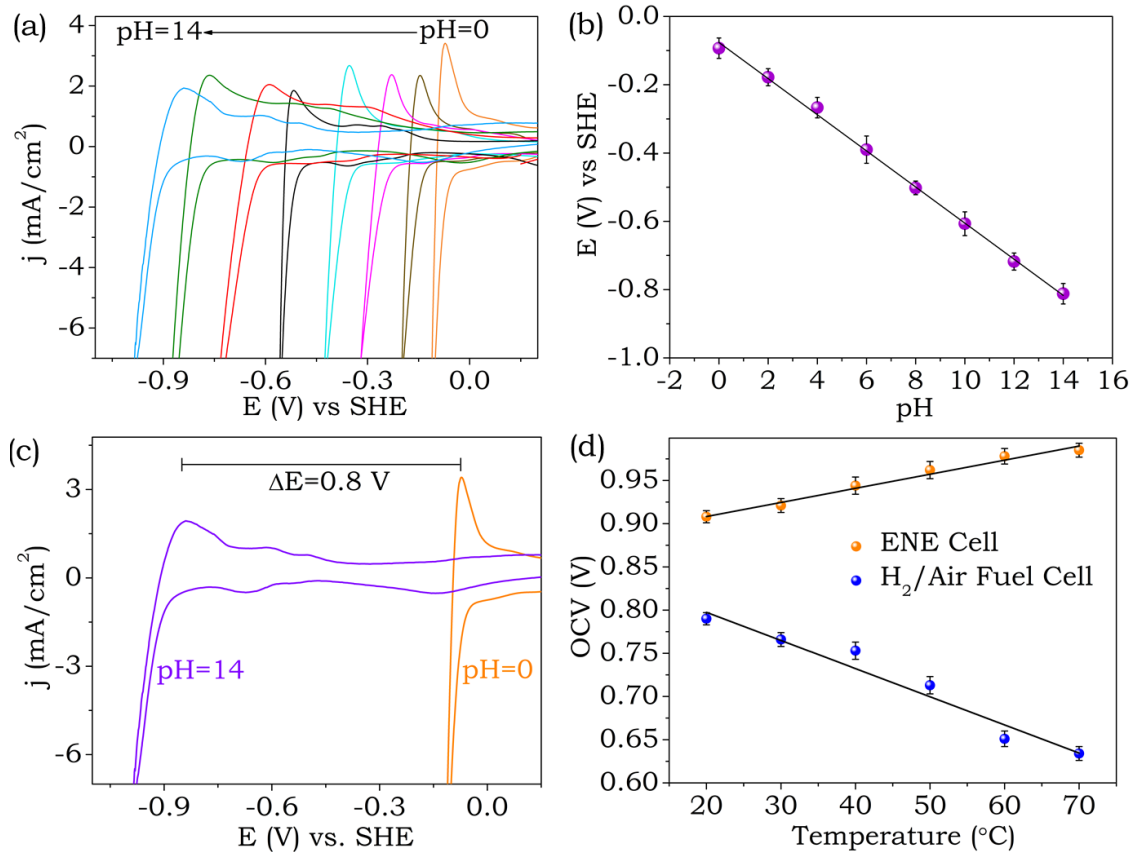 (a)
pH=14
pH=0
4
2
0
-2
-4
-6
j (mA/cm²)
-0.9
-0.6
-0.3
0.0
E (V) vs SHE
(b)
0.0
-0.2
-0.4
-0.6
-0.8
-1.0
E (V) vs SHE
-2
0
2
4
6
8
10
12
14
16
pH
(c)
ΔE=0.8 V
3
0
-3
-6
j (mA/cm²)
pH=14
pH=0
-0.9
-0.6
-0.3
0.0
E (V) vs. SHE
(d)
0.95
0.90
0.85
0.80
0.75
0.70
0.65
0.60
OCV (V)
ENE Cell
H₂/Air Fuel Cell
20
30
40
50
60
70
Temperature (°C)